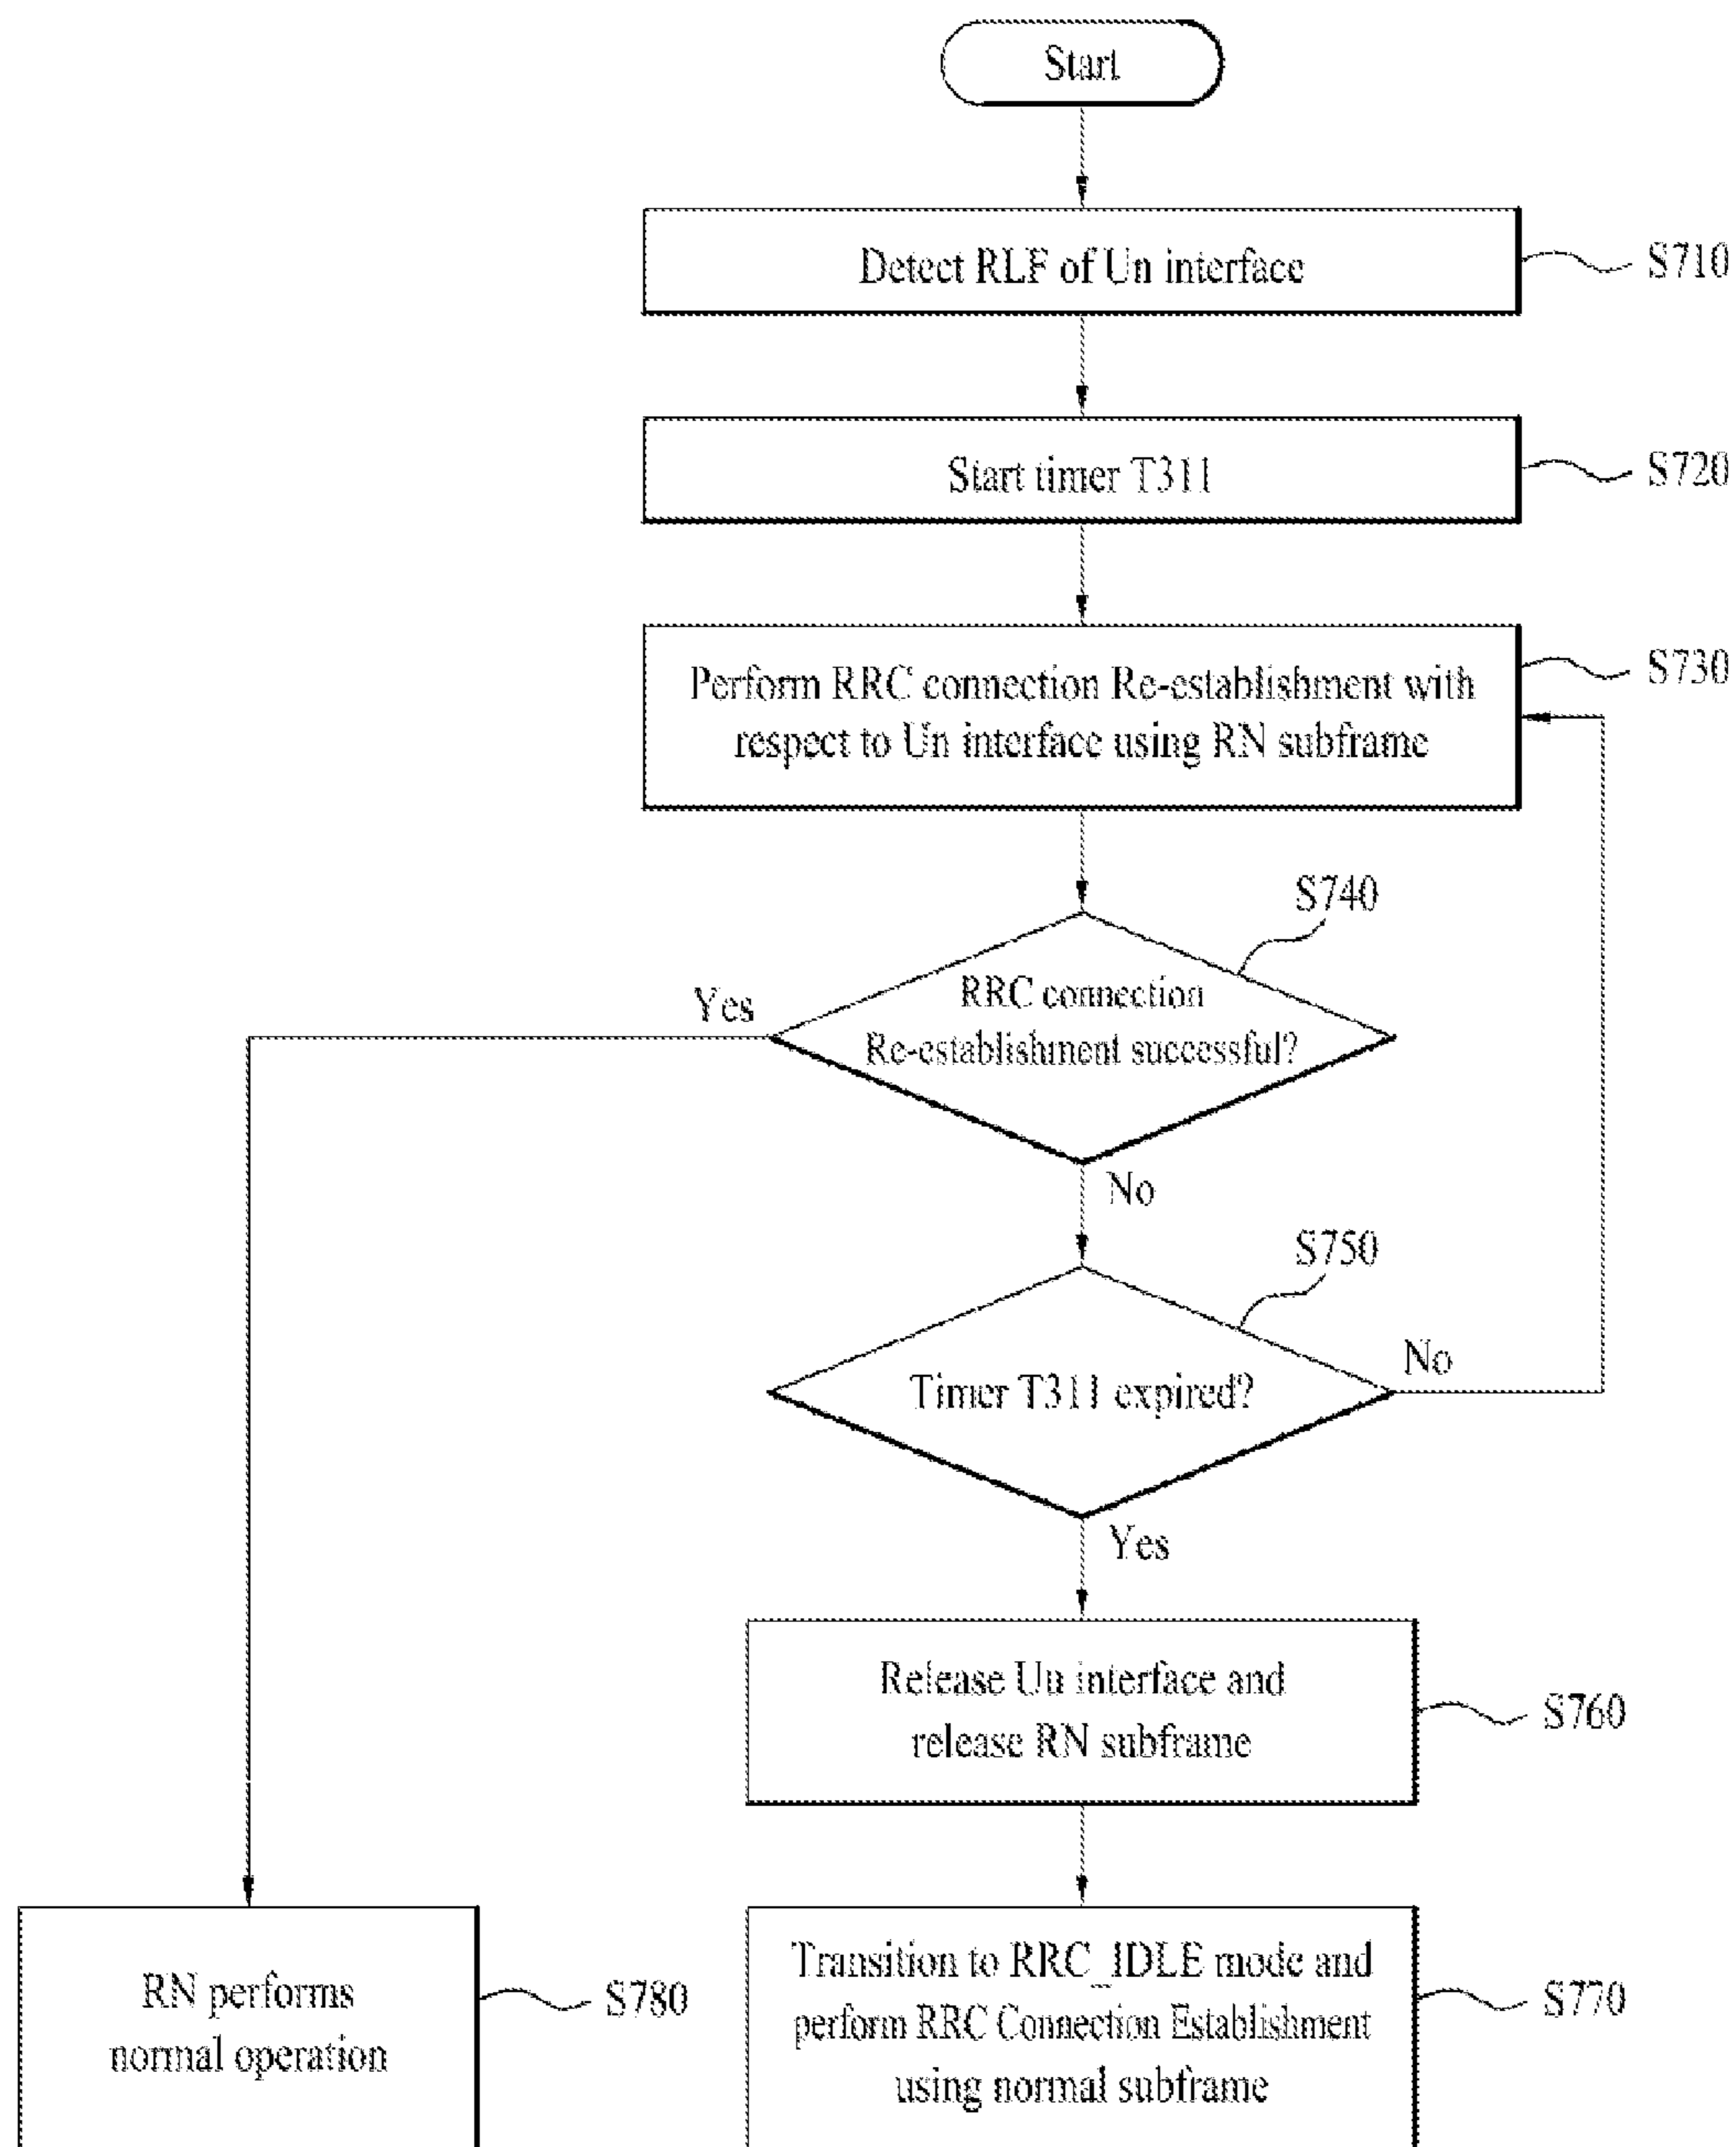 Start
Detect RLF of Un interface
S710
Start timer T311
S720
Perform RRC connection Re-establishment with
respect to Un interface using RN subframe
S730
S740
RRC connection
Re-establishment successful?
Yes
No
S750
Timer T311 expired?
No
Yes
Release Un interface and
release RN subframe
S760
RN performs
normal operation
S780
Transition to RRC_IDLE mode and
perform RRC Connection Establishment
using normal subframe
S770